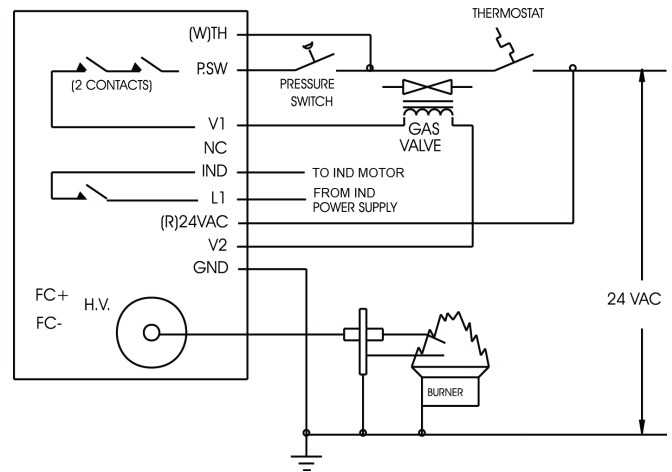 THERMOSTAT
(W)TH
P.SW
(2 CONTACTS)
PRESSURE
SWITCH
V1
GAS
VALVE
NC
IND
TO IND MOTOR
L1
FROM IND
POWER SUPPLY
(R)24VAC
V2
GND
FC+
H.V.
FC-
24 VAC
BURNER